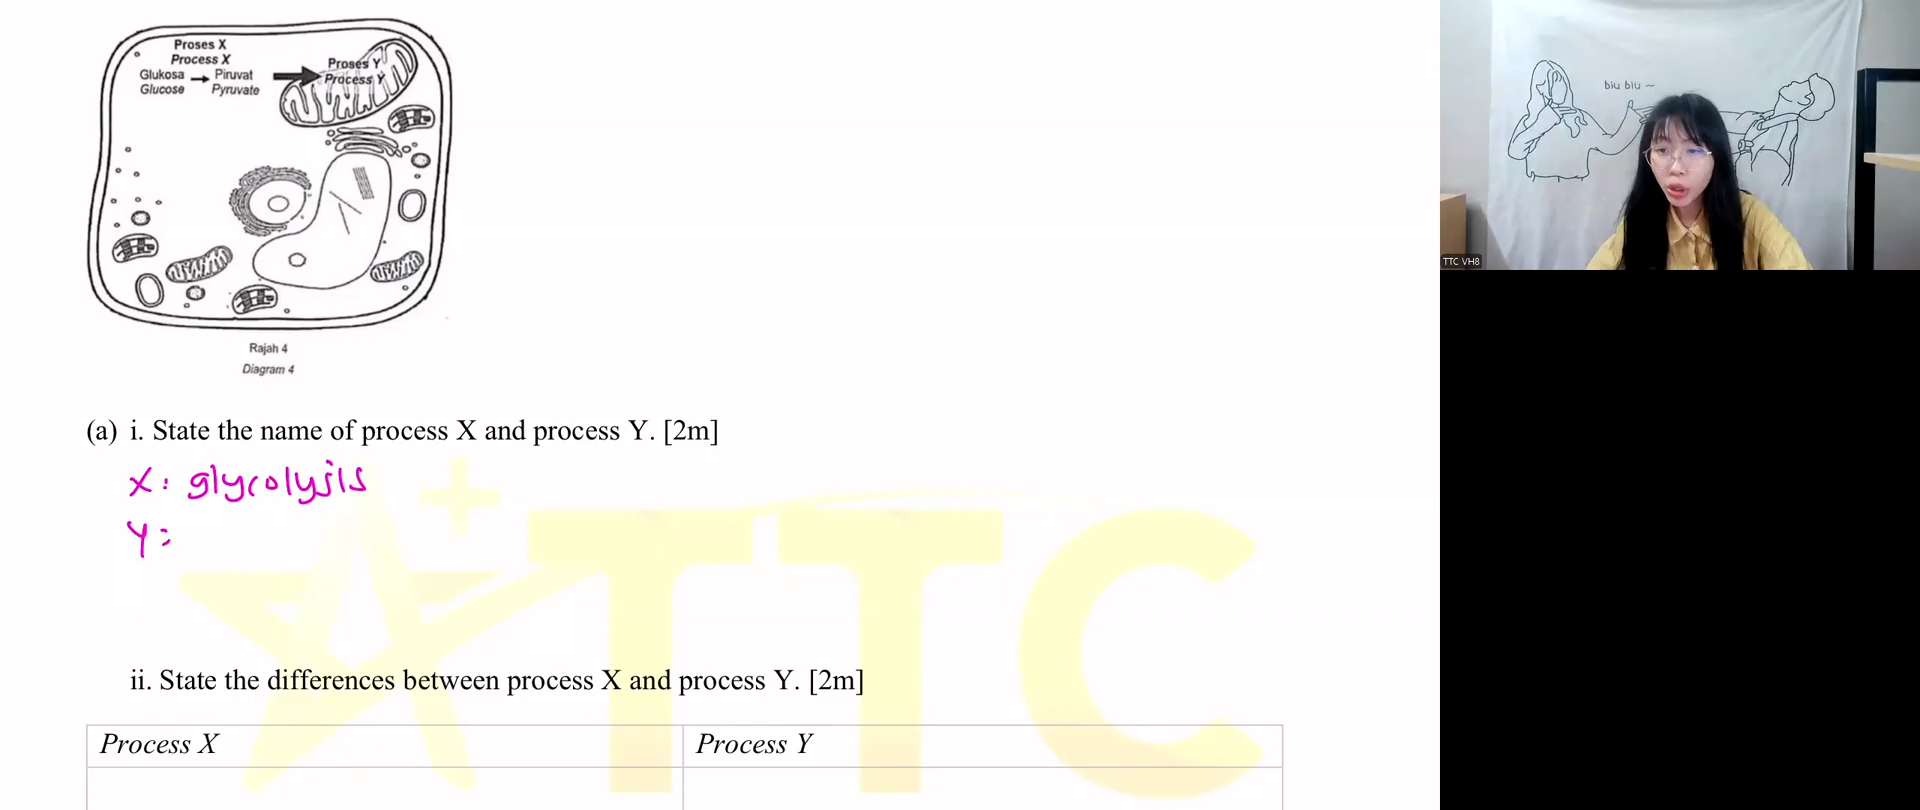 Proses X
Process X
Glukosa → Piruvat
Glucose Pyruvate
Proses Y
Process Y
Rajah 4
Diagram 4
(a) i. State the name of process X and process Y. [2m]
X: glycolysis
Y:
TTC
ii. State the differences between process X and process Y. [2m]
Process X
Process Y
biu biu ~
TTC VH8